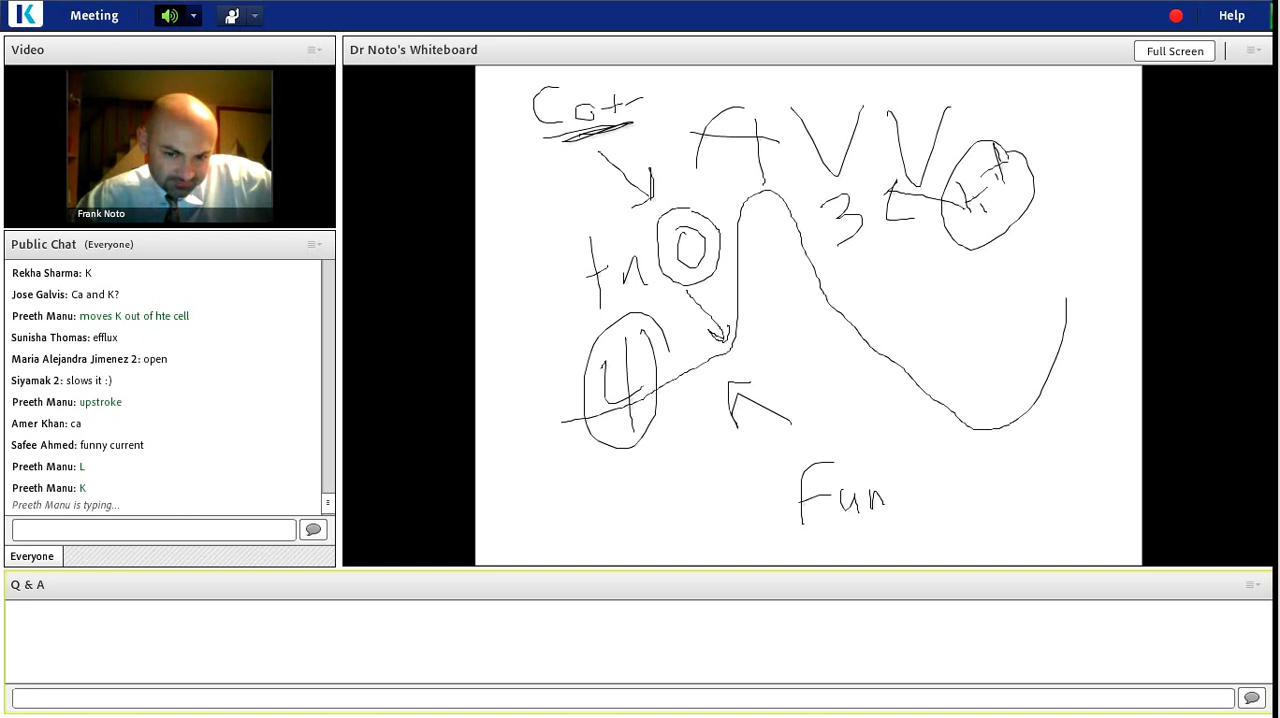 K Meeting Help
Video
Frank Noto
Public Chat (Everyone)
Rekha Sharma: K
Jose Galvis: Ca and K?
Preeth Manu: moves K out of hte cell
Sunisha Thomas: efflux
Maria Alejandra Jimenez 2: open
Siyamak 2: slows it :)
Preeth Manu: upstroke
Amer Khan: ca
Safee Ahmed: funny current
Preeth Manu: L
Preeth Manu: K
Preeth Manu is typing...
Everyone
Dr Noto's Whiteboard
Full Screen
A V
3
0
4
Fun
Q & A